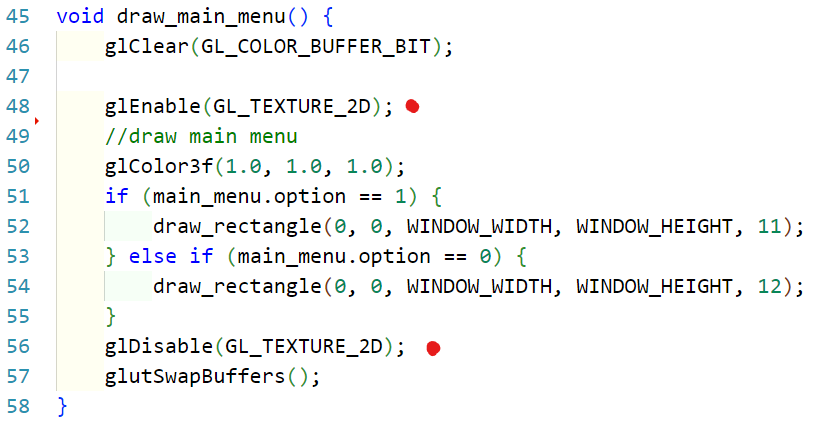 45 void draw_main_menu() {
46     glClear(GL_COLOR_BUFFER_BIT);
47
48     glEnable(GL_TEXTURE_2D);
49     //draw main menu
50     glColor3f(1.0, 1.0, 1.0);
51     if (main_menu.option == 1) {
52         draw_rectangle(0, 0, WINDOW_WIDTH, WINDOW_HEIGHT, 11);
53     } else if (main_menu.option == 0) {
54         draw_rectangle(0, 0, WINDOW_WIDTH, WINDOW_HEIGHT, 12);
55     }
56     glDisable(GL_TEXTURE_2D);
57     glutSwapBuffers();
58 }